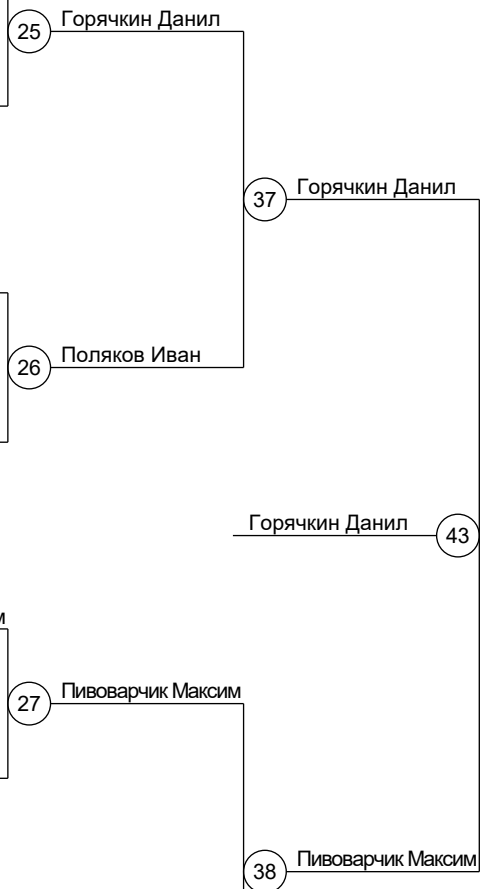 25 Горячкин Данил
37 Горячкин Данил
26 Поляков Иван
Горячкин Данил 43
м
27 Пивоварчик Максим
38 Пивоварчик Максим